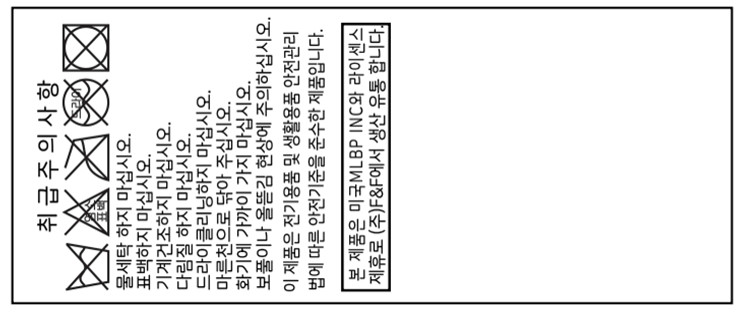 취급주의사항
염소
표백
드라이
물세탁 하지 마십시오.
표백하지 마십시오.
기계건조하지 마십시오.
다림질 하지 마십시오.
드라이클리닝하지 마십시오.
마른천으로 닦아 주십시오.
화기에 가까이 가지 마십시오.
보풀이나 올뜯김 현상에 주의하십시오.
이 제품은 전기용품 및 생활용품 안전관리
법에 따른 안전기준을 준수한 제품입니다.
본 제품은 미국MLBP INC와 라이센스
제휴로 (주)F&F에서 생산 유통 합니다.